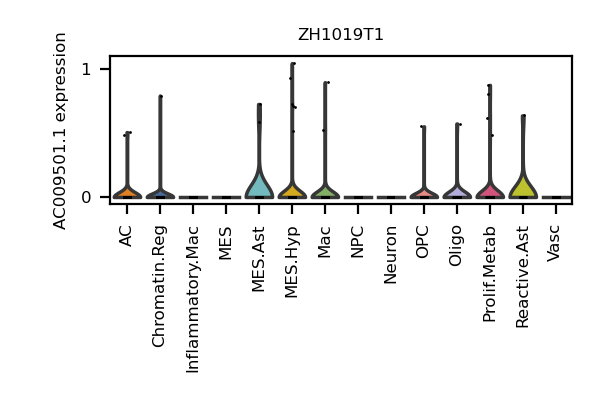 ZH1019T1
AC009501.1 expression
1
0
AC
Chromatin.Reg
Inflammatory.Mac
MES
MES.Ast
MES.Hyp
Mac
NPC
Neuron
OPC
Oligo
Prolif.Metab
Reactive.Ast
Vasc